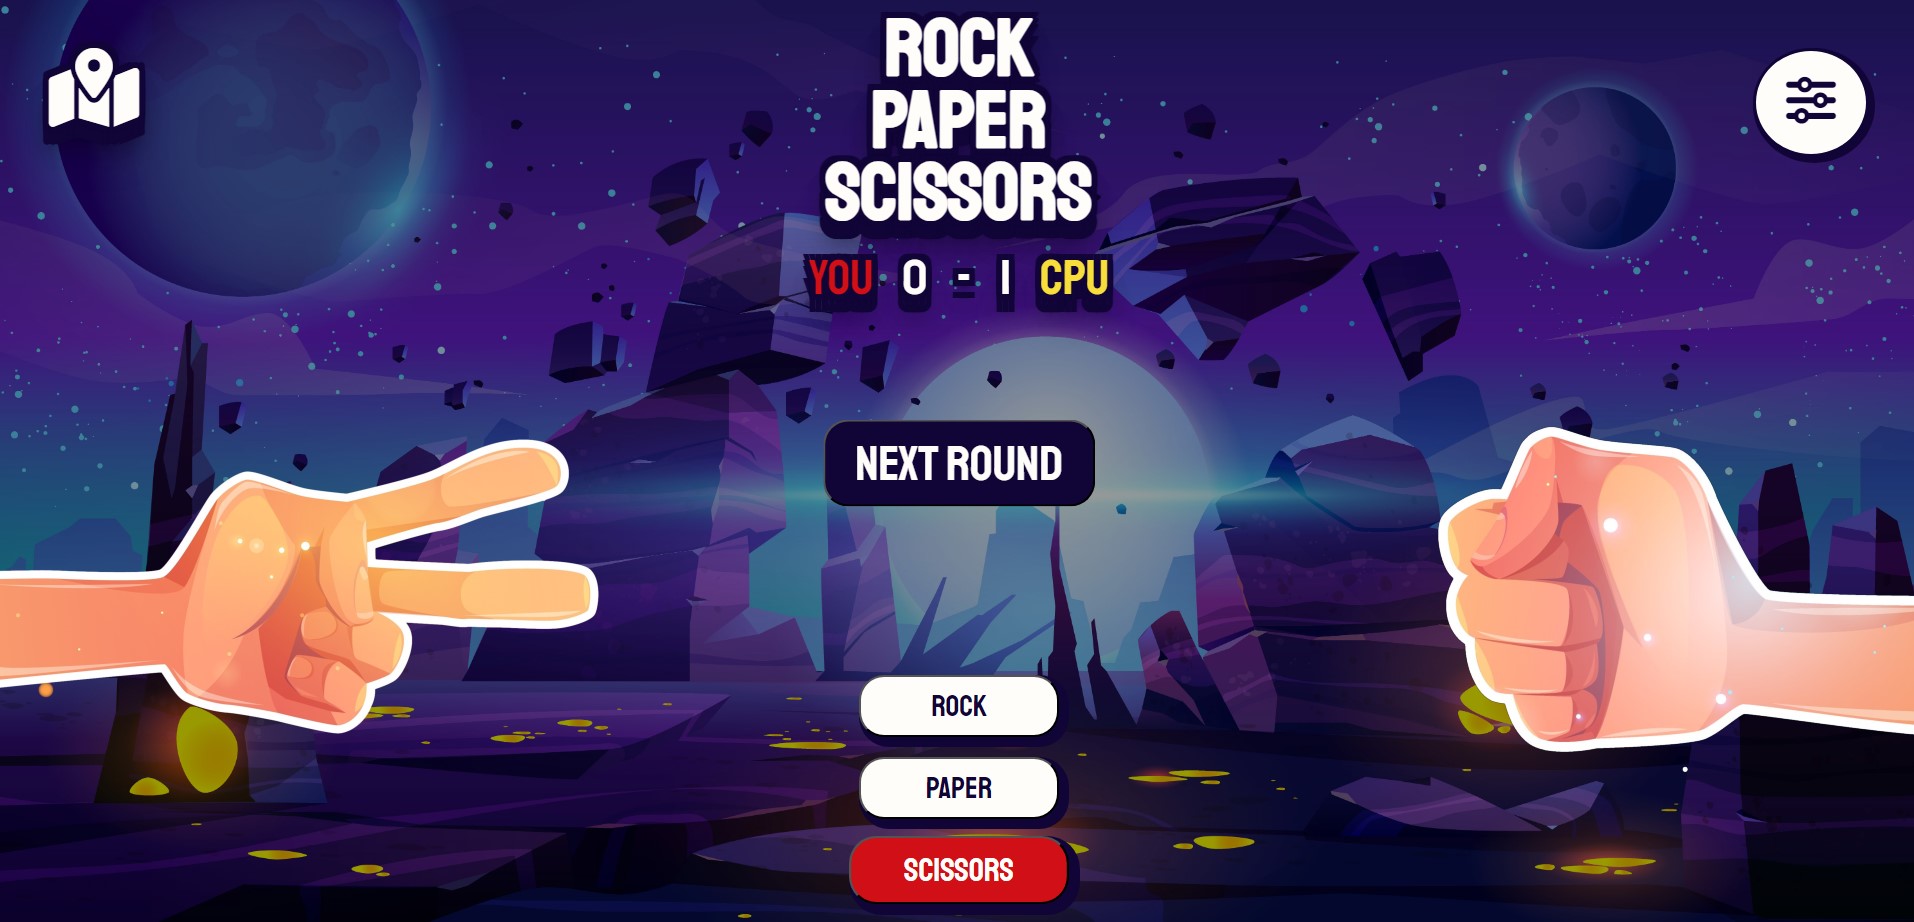 ROCK
PAPER
SCISSORS
YOU 0 - 1 CPU
NEXT ROUND
ROCK
PAPER
SCISSORS